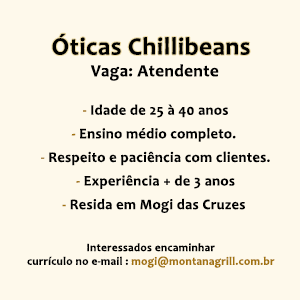 Óticas Chillibeans
Vaga: Atendente
- Idade de 25 à 40 anos
- Ensino médio completo.
- Respeito e paciência com clientes.
- Experiência + de 3 anos
- Resida em Mogi das Cruzes
Interessados encaminhar
currículo no e-mail : mogi@montanagrill.com.br